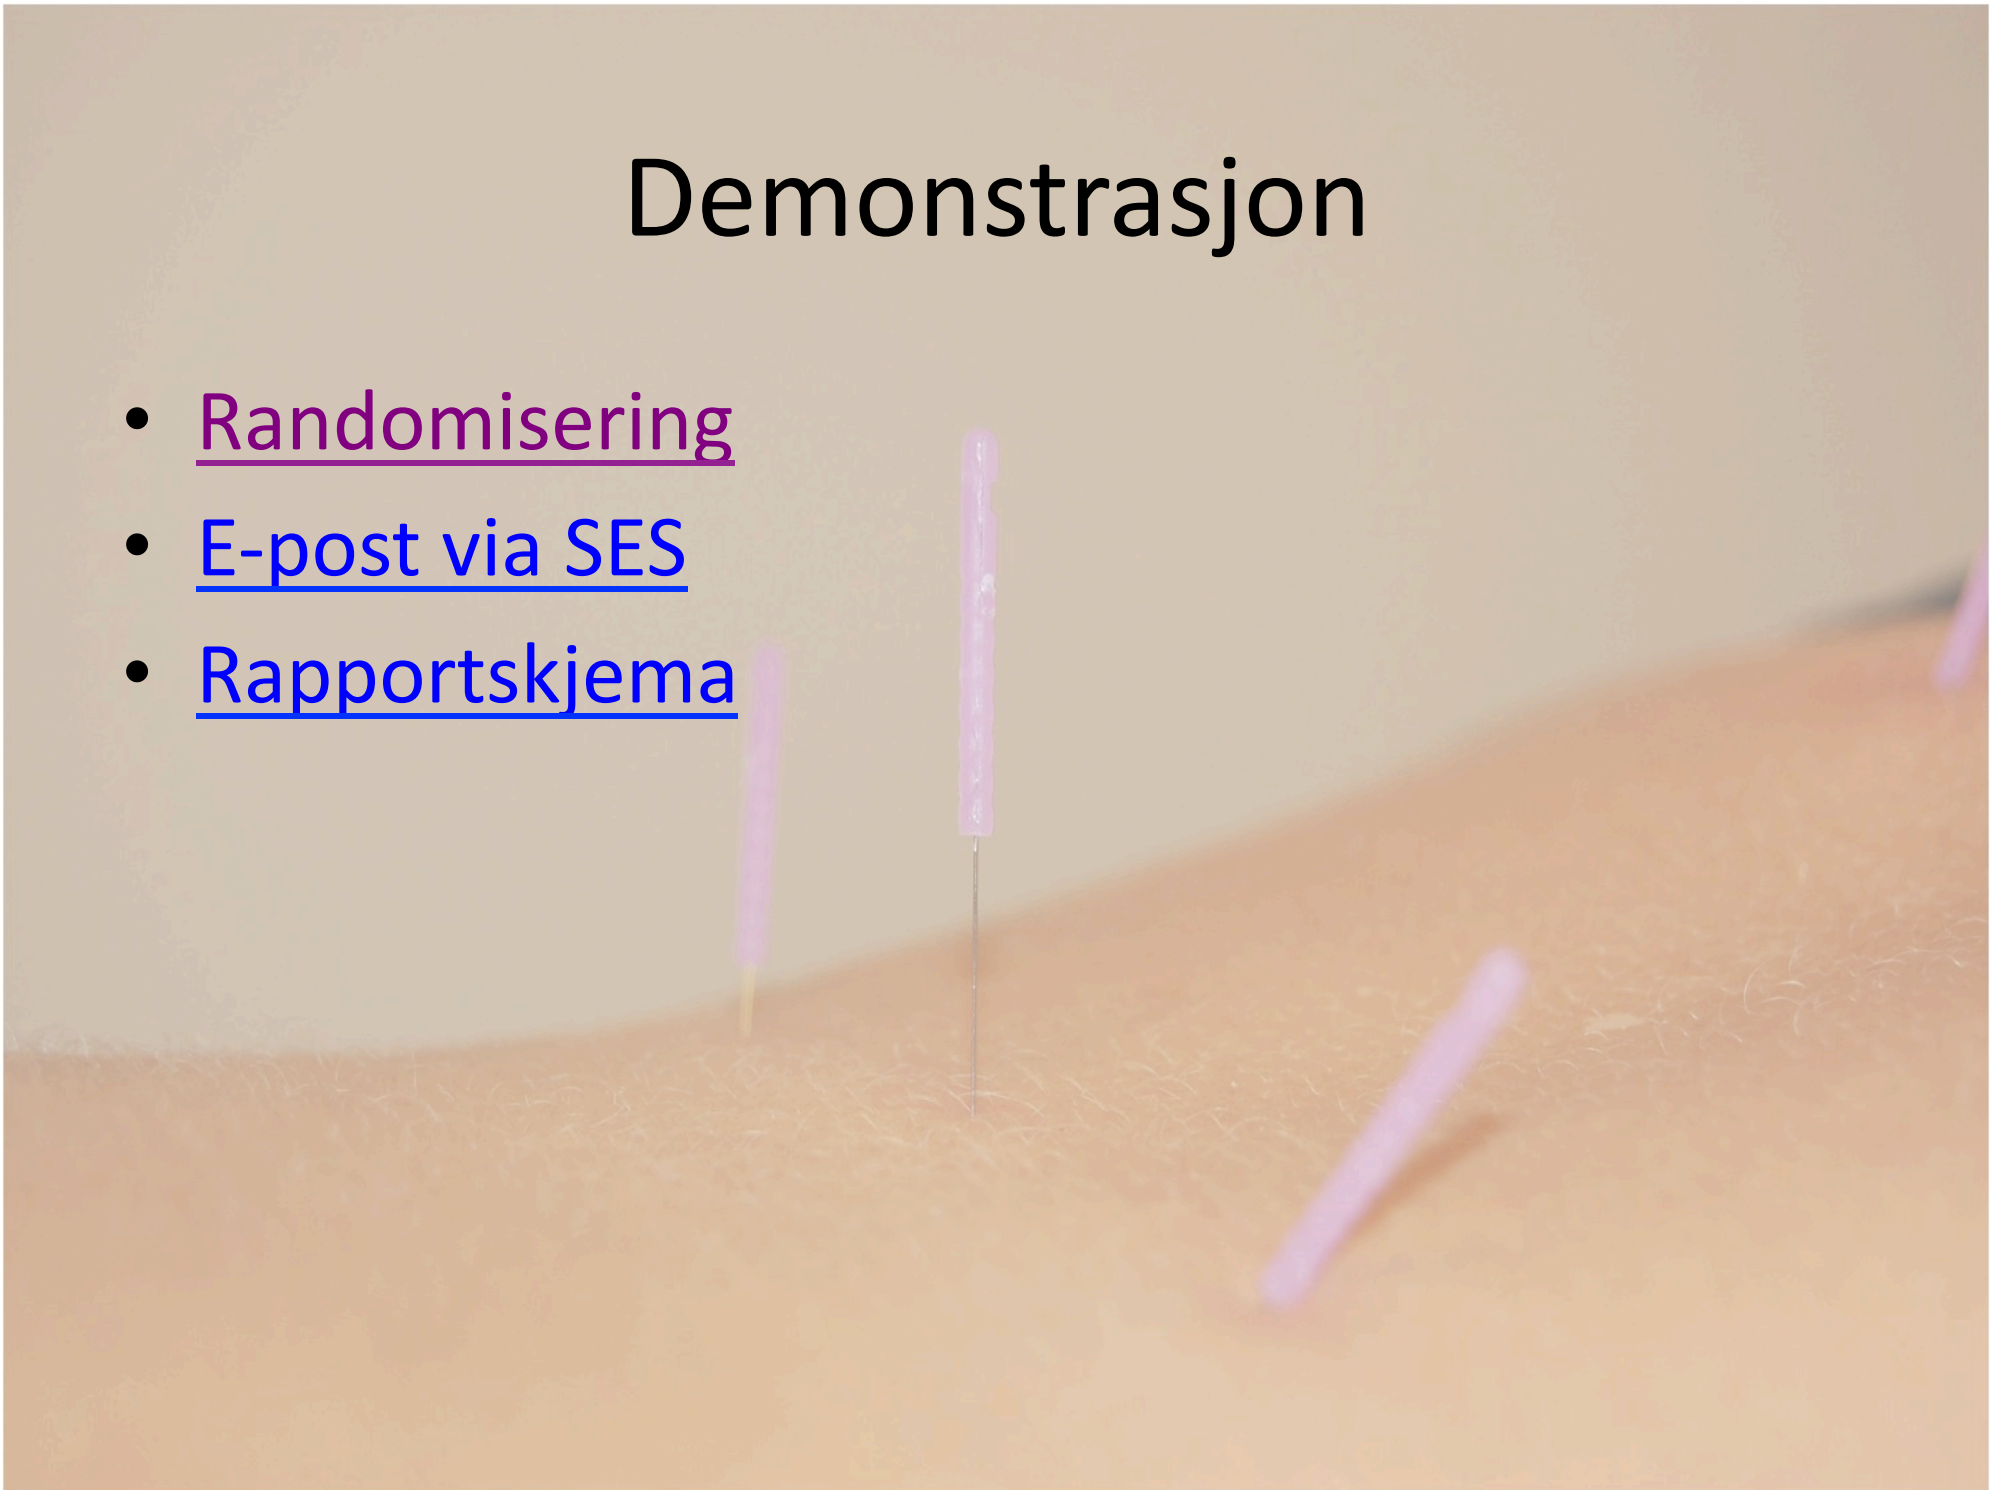 Demonstrasjon
• Randomisering
• E-post via SES
• Rapportskjema